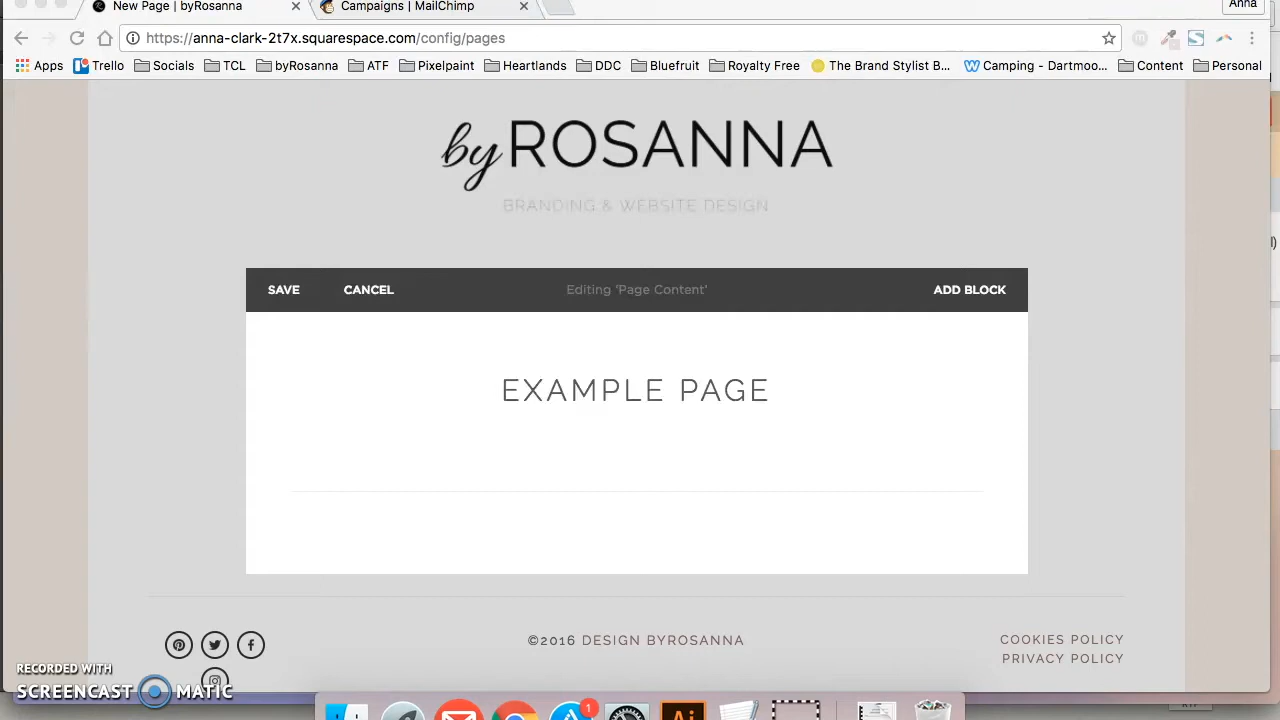 New Page | byRosanna
Campaigns | MailChimp
Anna
https://anna-clark-2t7x.squarespace.com/config/pages
Apps Trello Socials TCL byRosanna ATF Pixelpaint Heartlands DDC Bluefruit Royalty Free The Brand Stylist B... Camping - Dartmoo... Content Personal
byROSANNA
BRANDING & WEBSITE DESIGN
SAVE CANCEL Editing 'Page Content' ADD BLOCK
EXAMPLE PAGE
©2016 DESIGN BYROSANNA
COOKIES POLICY
PRIVACY POLICY
RECORDED WITH
SCREENCAST MATIC
1
Ai